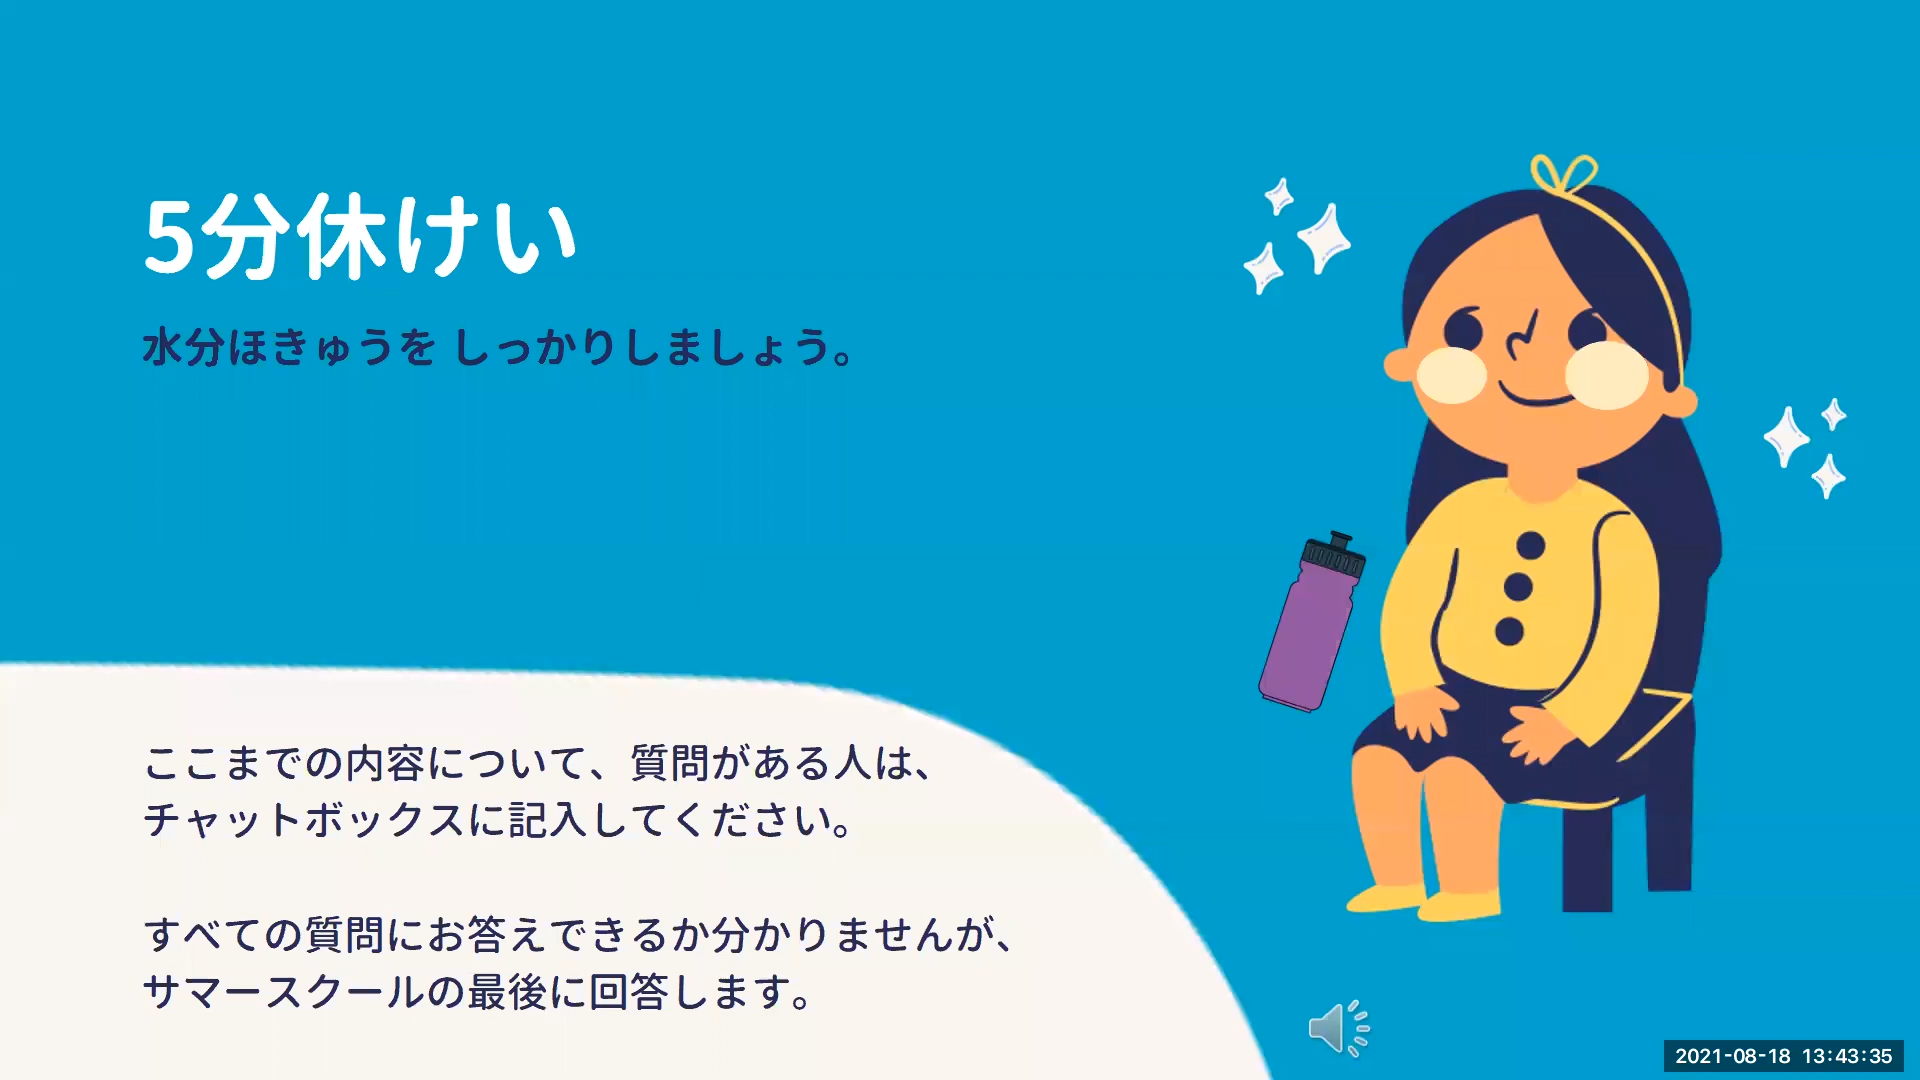 5分休けい
水分ほきゅうを しっかりしましょう。
ここまでの内容について、質問がある人は、
チャットボックスに記入してください。
すべての質問にお答えできるか分かりませんが、
サマースクールの最後に回答します。
2021-08-18 13:43:35